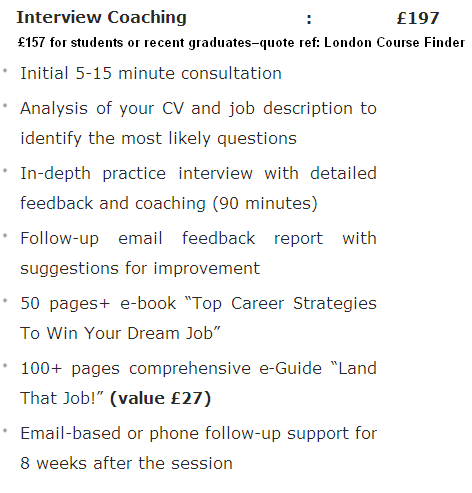 Interview Coaching : £197
£157 for students or recent graduates–quote ref: London Course Finder
Initial 5-15 minute consultation
Analysis of your CV and job description to
identify the most likely questions
In-depth practice interview with detailed
feedback and coaching (90 minutes)
Follow-up email feedback report with
suggestions for improvement
50 pages+ e-book “Top Career Strategies
To Win Your Dream Job”
100+ pages comprehensive e-Guide “Land
That Job!” (value £27)
Email-based or phone follow-up support for
8 weeks after the session